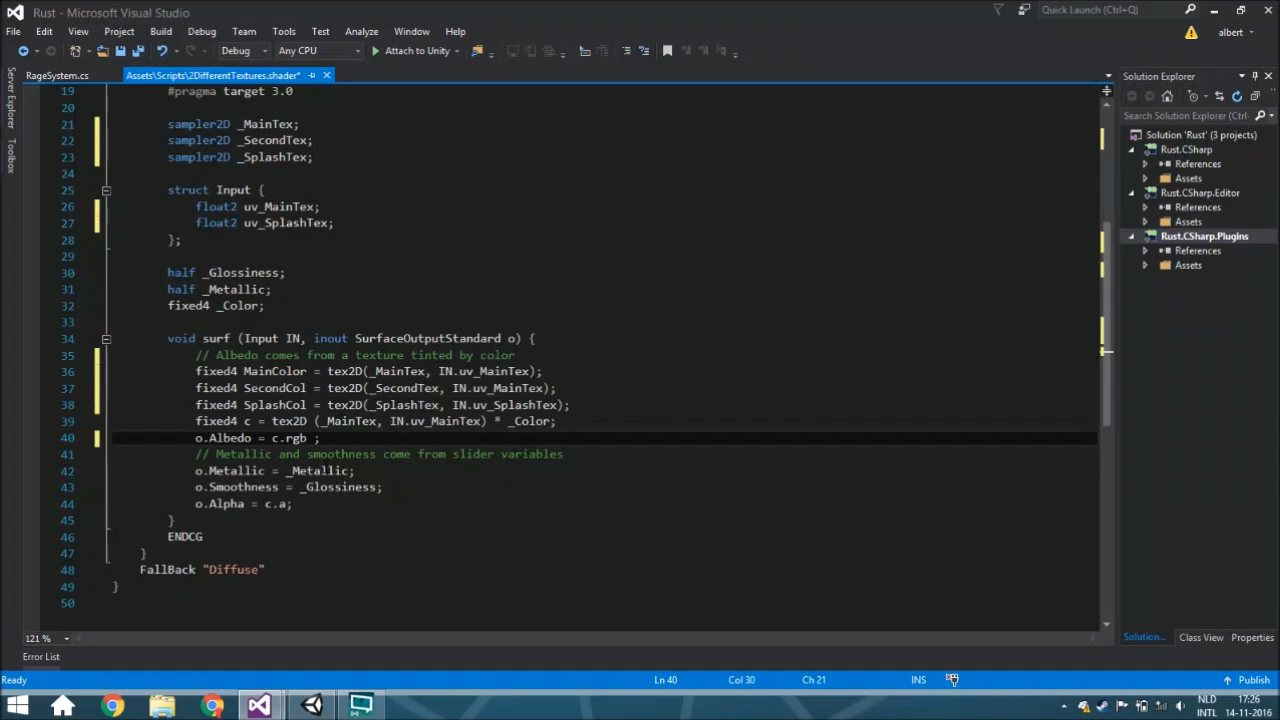 Rust - Microsoft Visual Studio
Quick Launch (Ctrl+Q)
File Edit View Project Build Debug Team Tools Test Analyze Window Help
albert
Debug Any CPU Attach to Unity
Server Explorer
Toolbox
RageSystem.cs
Assets\Scripts\2DifferentTextures.shader*
19 #pragma target 3.0
20
21 sampler2D _MainTex;
22 sampler2D _SecondTex;
23 sampler2D _SplashTex;
24
25 struct Input {
26 float2 uv_MainTex;
27 float2 uv_SplashTex;
28 };
29
30 half _Glossiness;
31 half _Metallic;
32 fixed4 _Color;
33
34 void surf (Input IN, inout SurfaceOutputStandard o) {
35 // Albedo comes from a texture tinted by color
36 fixed4 MainColor = tex2D(_MainTex, IN.uv_MainTex);
37 fixed4 SecondCol = tex2D(_SecondTex, IN.uv_MainTex);
38 fixed4 SplashCol = tex2D(_SplashTex, IN.uv_SplashTex);
39 fixed4 c = tex2D (_MainTex, IN.uv_MainTex) * _Color;
40 o.Albedo = c.rgb ;
41 // Metallic and smoothness come from slider variables
42 o.Metallic = _Metallic;
43 o.Smoothness = _Glossiness;
44 o.Alpha = c.a;
45 }
46 ENDCG
47 }
48 FallBack "Diffuse"
49 }
50
121 %
Solution Explorer
Search Solution Explorer (Ctrl-
Solution 'Rust' (3 projects)
Rust.CSharp
References
Assets
Rust.CSharp.Editor
References
Assets
Rust.CSharp.Plugins
References
Assets
Solution... Class View Properties
Error List
Ready Ln 40 Col 30 Ch 21 INS Publish
NLD 17:26
INTL 14-11-2016